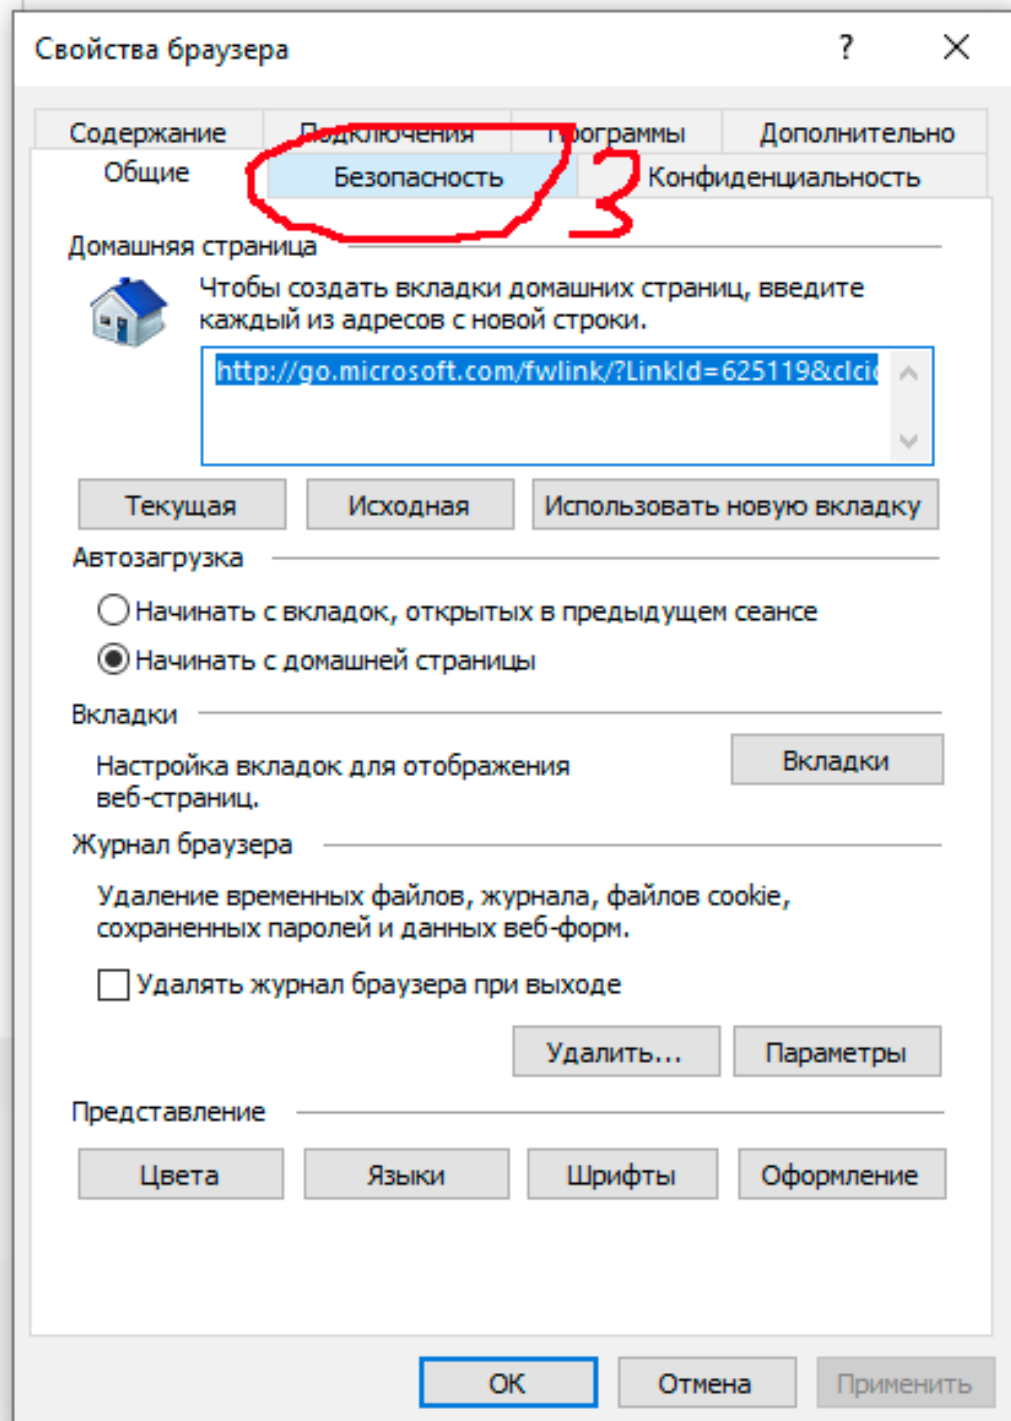 Свойства браузера ? ✕
Содержание Подключения Программы Дополнительно
Общие Безопасность Конфиденциальность
3
Домашняя страница
Чтобы создать вкладки домашних страниц, введите
каждый из адресов с новой строки.
http://go.microsoft.com/fwlink/?LinkId=625119&clcid
Текущая Исходная Использовать новую вкладку
Автозагрузка
Начинать с вкладок, открытых в предыдущем сеансе
Начинать с домашней страницы
Вкладки
Настройка вкладок для отображения
веб-страниц.
Вкладки
Журнал браузера
Удаление временных файлов, журнала, файлов cookie,
сохраненных паролей и данных веб-форм.
Удалять журнал браузера при выходе
Удалить... Параметры
Представление
Цвета Языки Шрифты Оформление
ОК Отмена Применить